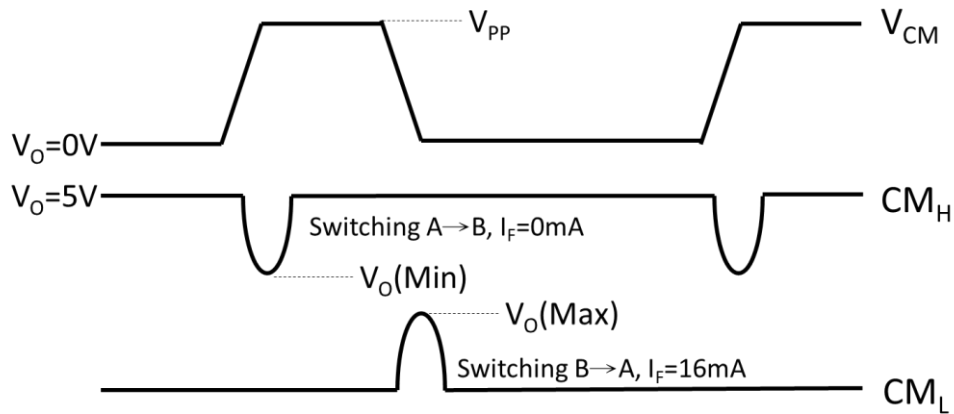 V_PP
V_CM
V_O=0V
V_O=5V
CM_H
Switching A→B, I_F=0mA
V_O(Min)
V_O(Max)
Switching B→A, I_F=16mA
CM_L